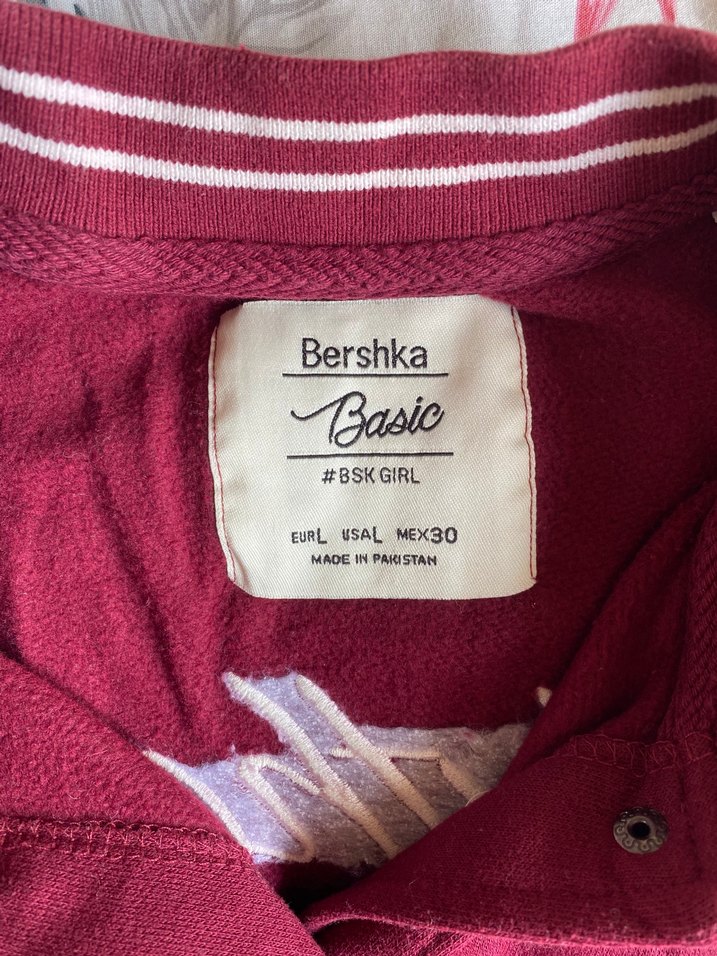 Bershka
Basic
#BSK GIRL
EUR L USA L MEX 30
MADE IN PAKISTAN